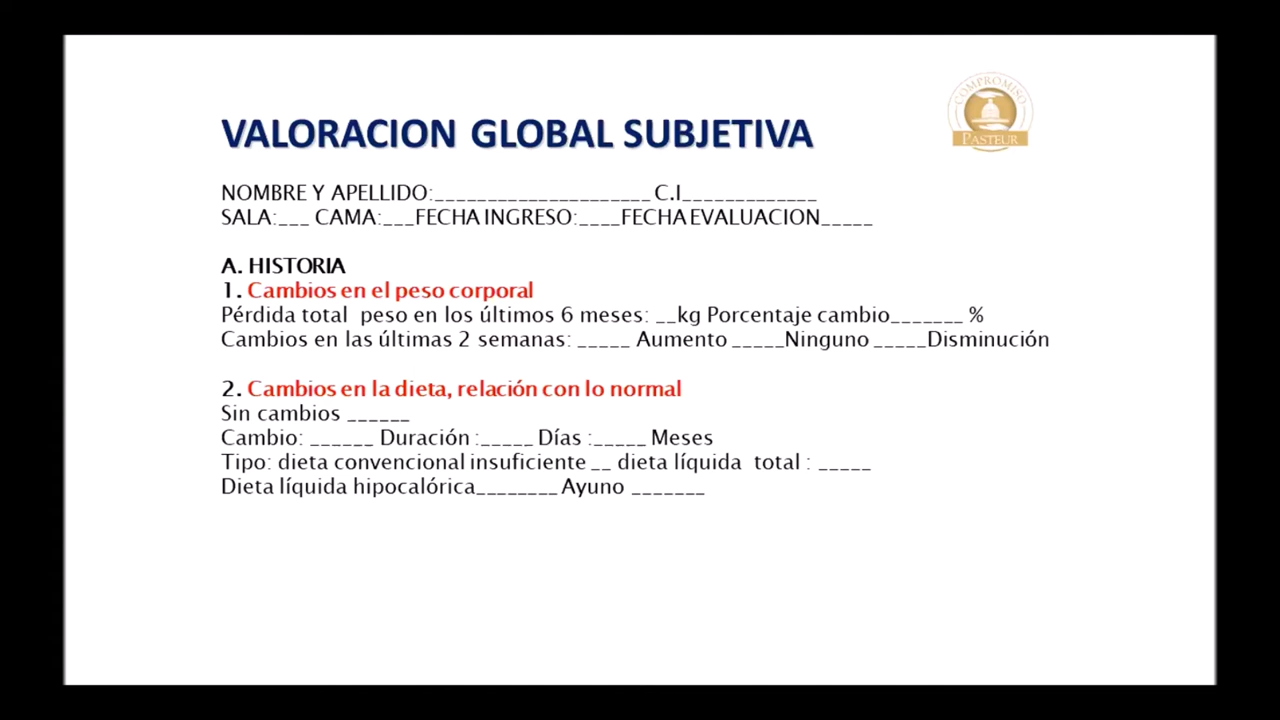 COMPROMISO
PASTEUR
VALORACION GLOBAL SUBJETIVA
NOMBRE Y APELLIDO:____________________ C.I_____________
SALA:___ CAMA:___FECHA INGRESO:____FECHA EVALUACION_____
A. HISTORIA
1. Cambios en el peso corporal
Pérdida total peso en los últimos 6 meses: __kg Porcentaje cambio_______ %
Cambios en las últimas 2 semanas: _____ Aumento _____Ninguno _____Disminución
2. Cambios en la dieta, relación con lo normal
Sin cambios ______
Cambio: ______ Duración :_____ Días :_____ Meses
Tipo: dieta convencional insuficiente __ dieta líquida total : _____
Dieta líquida hipocalórica________ Ayuno _______